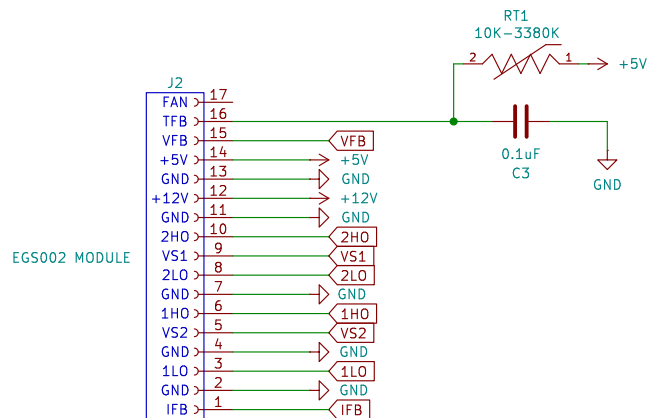 RT1
10K-3380K
2
1
+5V
J2
FAN 17
TFB 16
VFB 15 VFB
+5V 14 +5V
GND 13 GND
+12V 12 +12V
GND 11 GND
2HO 10 2HO
VS1 9 VS1
2LO 8 2LO
GND 7 GND
1HO 6 1HO
VS2 5 VS2
GND 4 GND
1LO 3 1LO
GND 2 GND
IFB 1 IFB
0.1uF
C3
GND
EGS002 MODULE